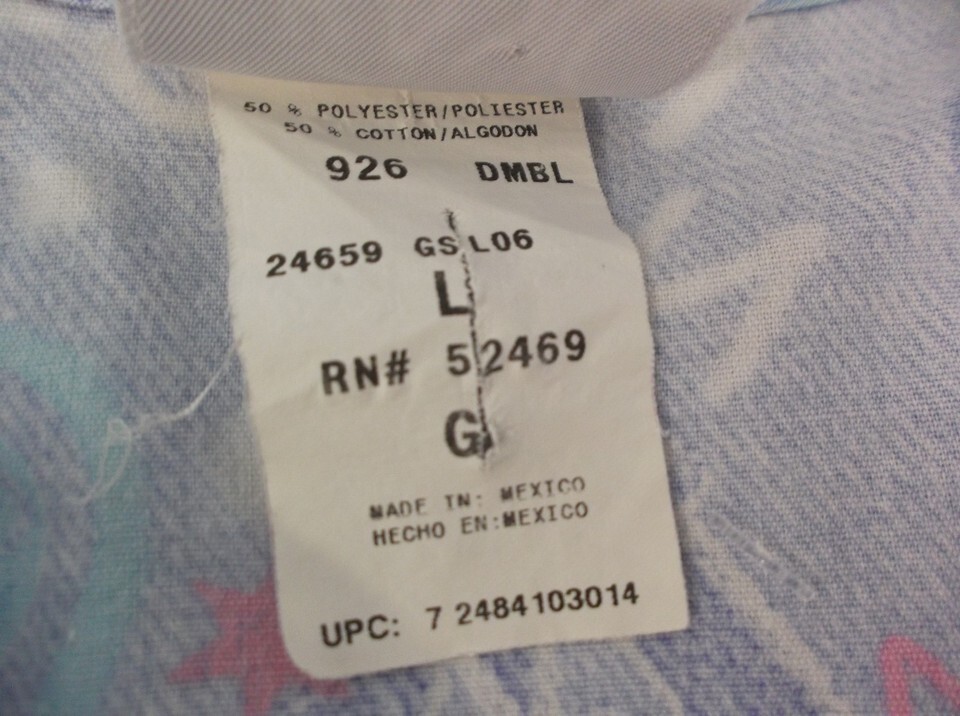 50 % POLYESTER/POLIESTER
50 % COTTON/ALGODON
926 DMBL
24659 GS L06
L
RN# 52469
G
MADE IN: MEXICO
HECHO EN:MEXICO
UPC: 7 2484103014